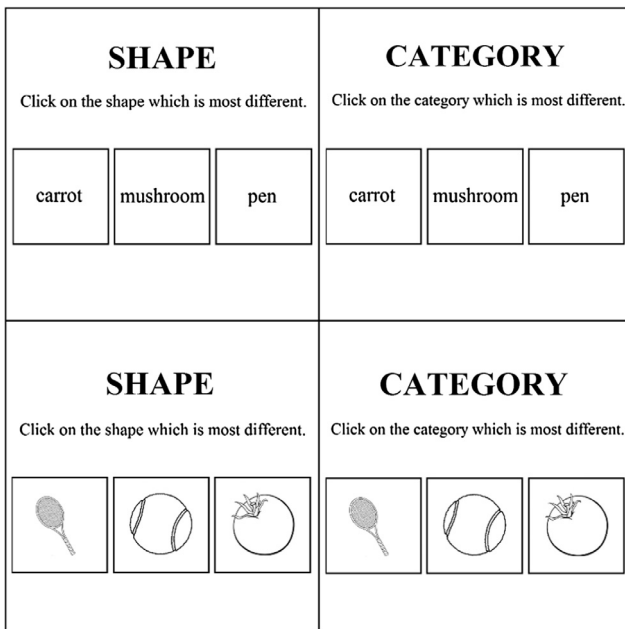 SHAPE
Click on the shape which is most different.
carrot
mushroom
pen
CATEGORY
Click on the category which is most different.
carrot
mushroom
pen
SHAPE
Click on the shape which is most different.
CATEGORY
Click on the category which is most different.